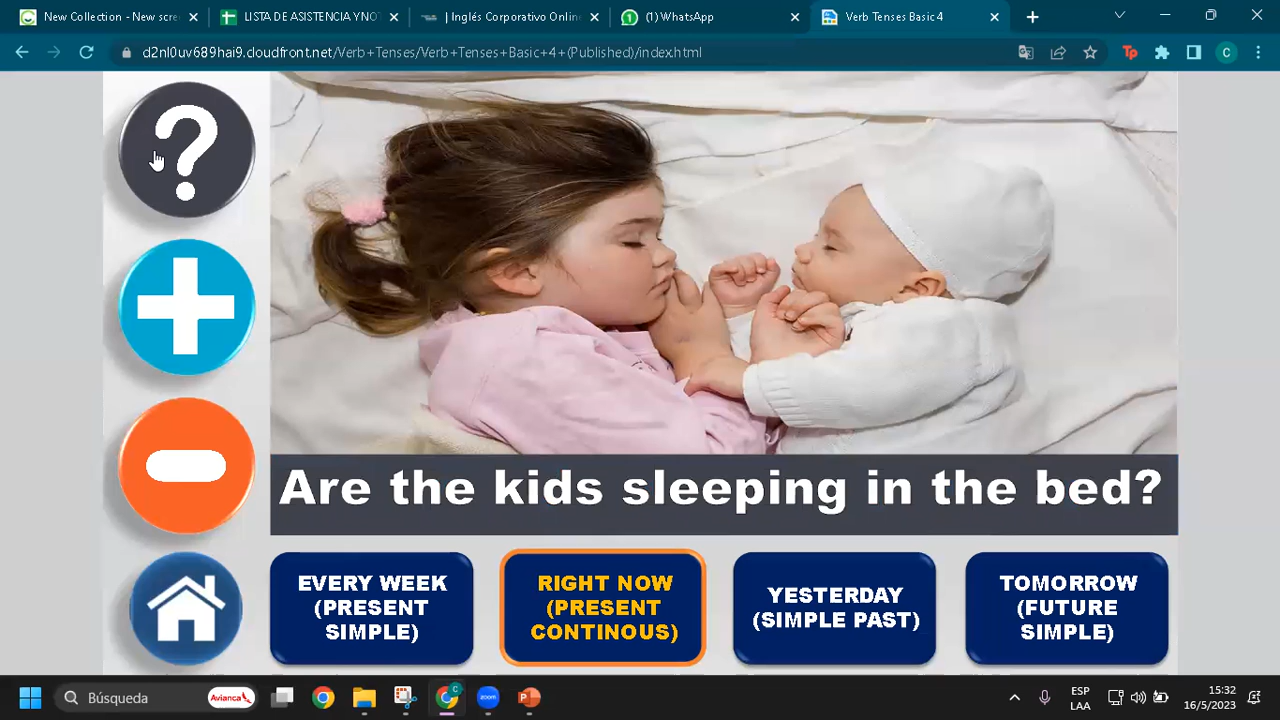 New Collection - New scre
LISTA DE ASISTENCIA Y NOT
| Inglés Corporativo Online
(1) WhatsApp
Verb Tenses Basic 4
d2nl0uv689hai9.cloudfront.net/Verb+Tenses/Verb+Tenses+Basic+4+(Published)/index.html
Tp
C
?
Are the kids sleeping in the bed?
EVERY WEEK
(PRESENT
SIMPLE)
RIGHT NOW
(PRESENT
CONTINOUS)
YESTERDAY
(SIMPLE PAST)
TOMORROW
(FUTURE
SIMPLE)
Búsqueda
Avianca
C
zoom
ESP
LAA
15:32
16/5/2023